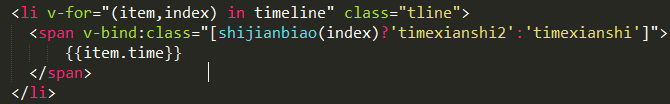 <li v-for="(item,index) in timeline" class="tline">
<span v-bind:class="[shijianbiao(index)?'timexianshi2':'timexianshi']">
{{item.time}}
</span>
</li>